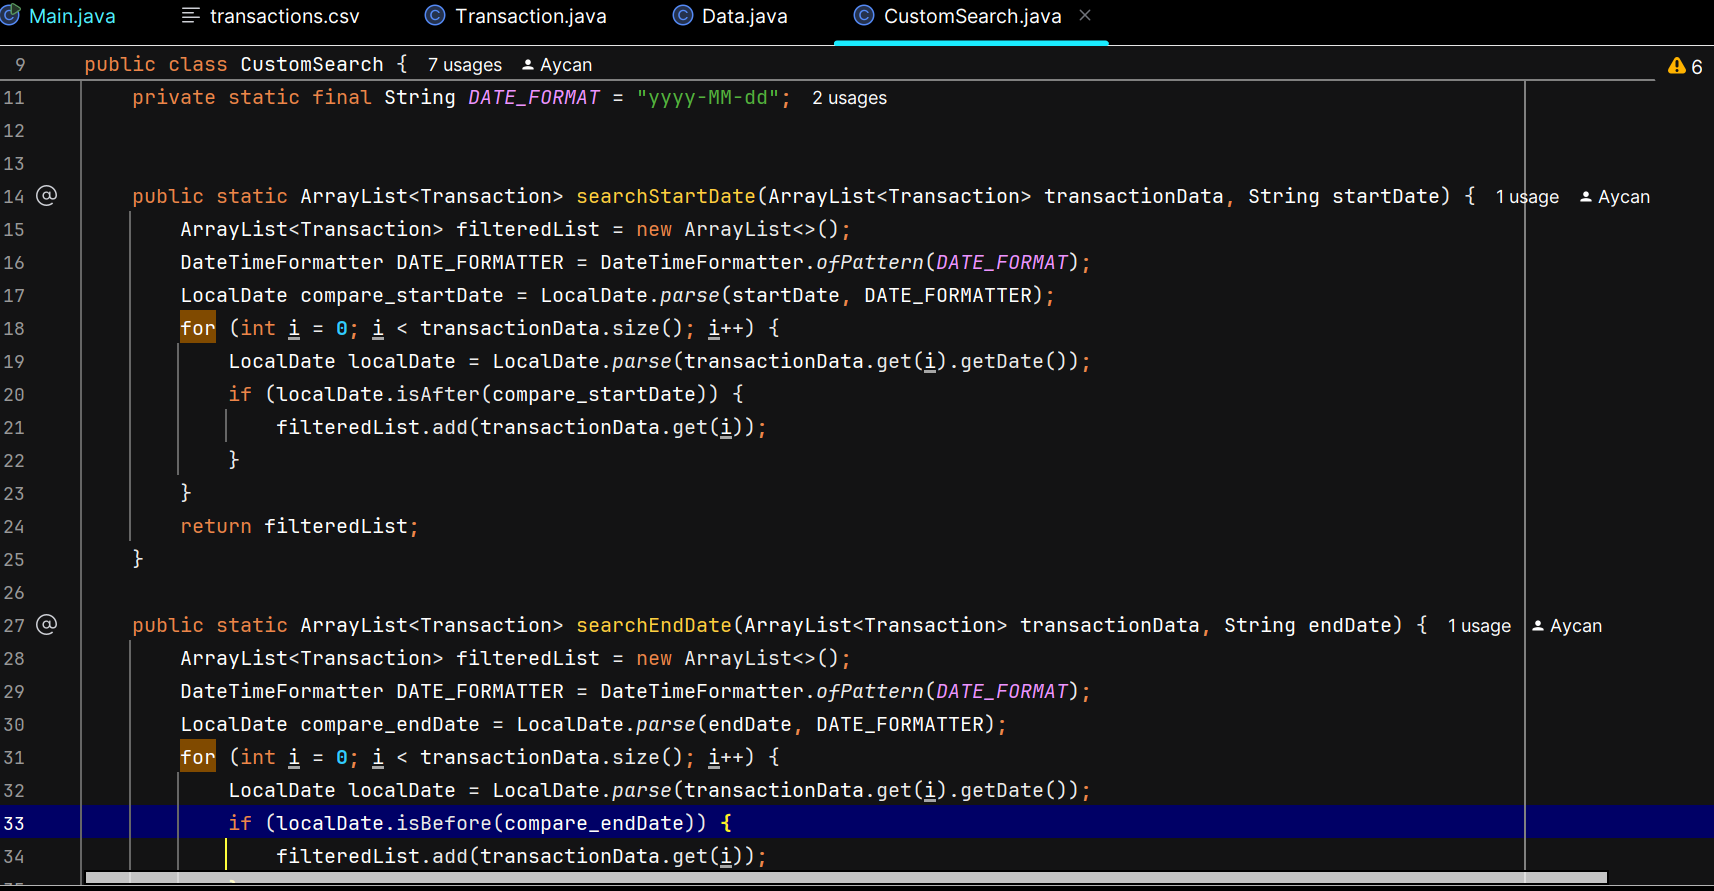 Main.java transactions.csv Transaction.java Data.java CustomSearch.java
9 public class CustomSearch { 7 usages Aycan 6
11 private static final String DATE_FORMAT = "yyyy-MM-dd"; 2 usages
12
13
14 public static ArrayList<Transaction> searchStartDate(ArrayList<Transaction> transactionData, String startDate) { 1 usage Aycan
15 ArrayList<Transaction> filteredList = new ArrayList<>();
16 DateTimeFormatter DATE_FORMATTER = DateTimeFormatter.ofPattern(DATE_FORMAT);
17 LocalDate compare_startDate = LocalDate.parse(startDate, DATE_FORMATTER);
18 for (int i = 0; i < transactionData.size(); i++) {
19 LocalDate localDate = LocalDate.parse(transactionData.get(i).getDate());
20 if (localDate.isAfter(compare_startDate)) {
21 filteredList.add(transactionData.get(i));
22 }
23 }
24 return filteredList;
25 }
26
27 public static ArrayList<Transaction> searchEndDate(ArrayList<Transaction> transactionData, String endDate) { 1 usage Aycan
28 ArrayList<Transaction> filteredList = new ArrayList<>();
29 DateTimeFormatter DATE_FORMATTER = DateTimeFormatter.ofPattern(DATE_FORMAT);
30 LocalDate compare_endDate = LocalDate.parse(endDate, DATE_FORMATTER);
31 for (int i = 0; i < transactionData.size(); i++) {
32 LocalDate localDate = LocalDate.parse(transactionData.get(i).getDate());
33 if (localDate.isBefore(compare_endDate)) {
34 filteredList.add(transactionData.get(i));